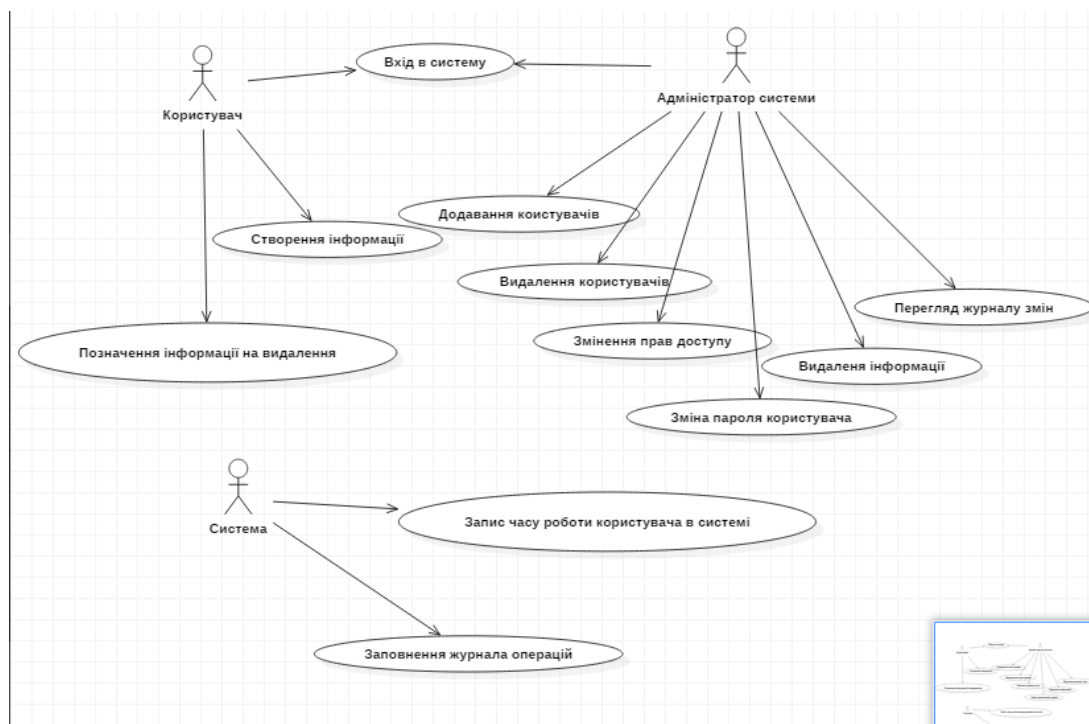 Вхід в систему
Користувач
Адміністратор системи
Додавання коистувачів
Створення інформації
Видалення користувачів
Перегляд журналу змін
Змінення прав доступу
Позначення інформації на видалення
Видаленя інформації
Зміна пароля користувача
Система
Запис часу роботи користувача в системі
Заповнення журнала операцій